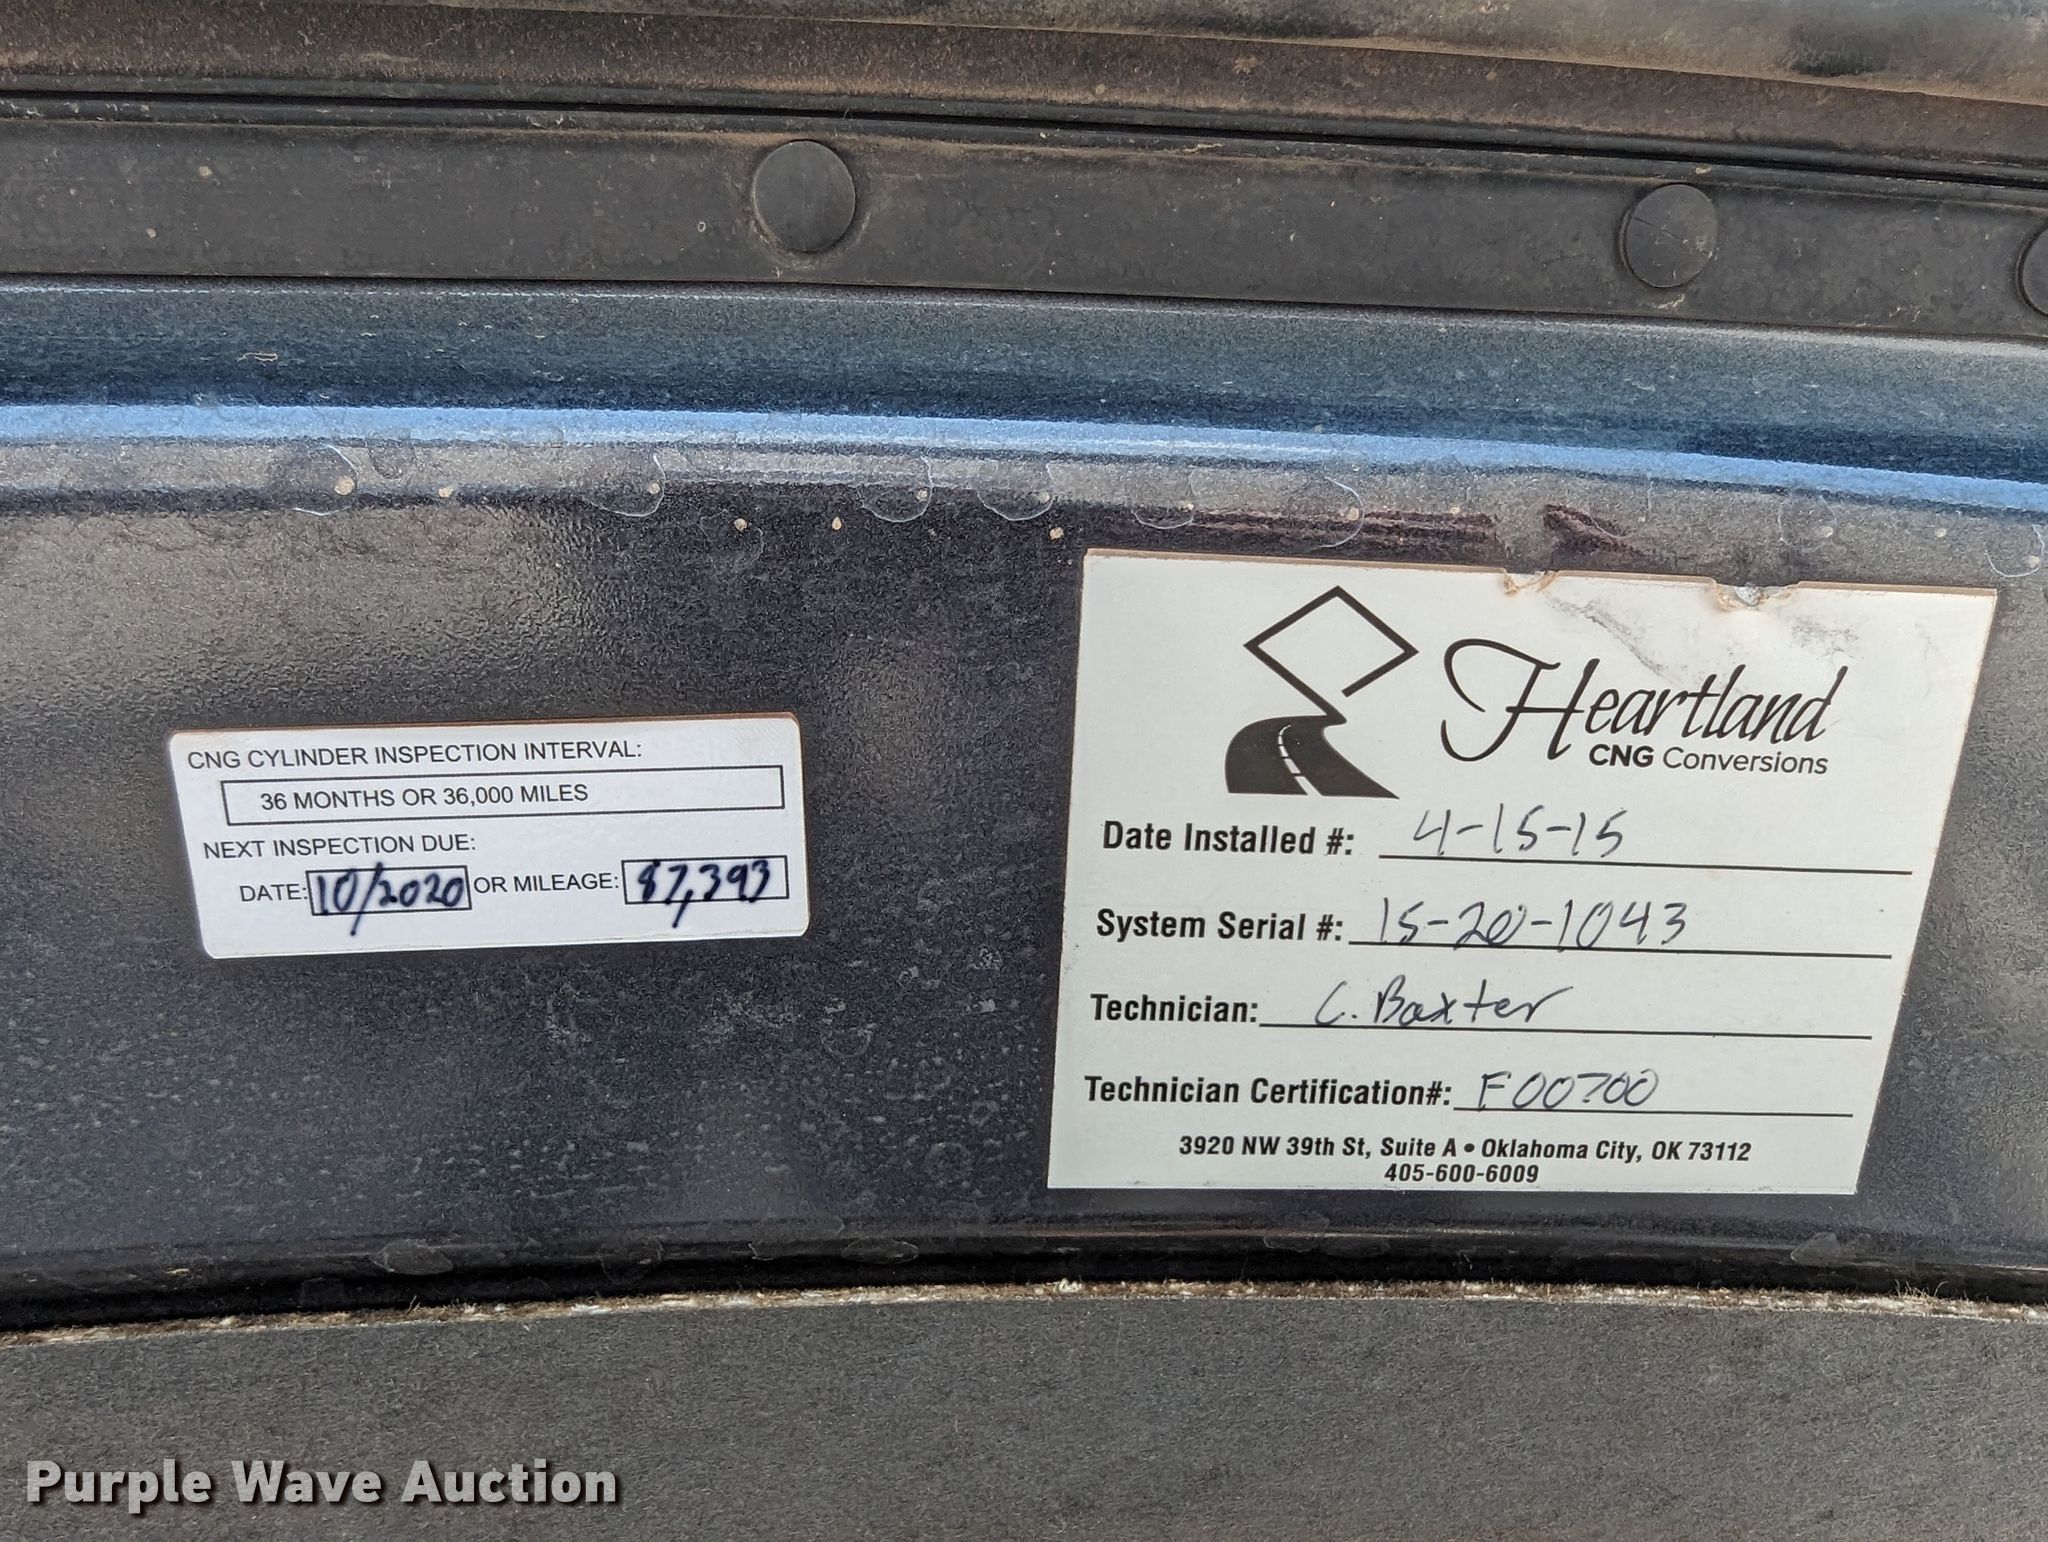 CNG CYLINDER INSPECTION INTERVAL:
36 MONTHS OR 36,000 MILES
NEXT INSPECTION DUE:
DATE: 10/2020 OR MILEAGE: 87,393
Heartland
CNG Conversions
Date Installed #: 4-15-15
System Serial #: 15-20-1043
Technician: C. Baxter
Technician Certification#: F00700
3920 NW 39th St, Suite A • Oklahoma City, OK 73112
405-600-6009
Purple Wave Auction